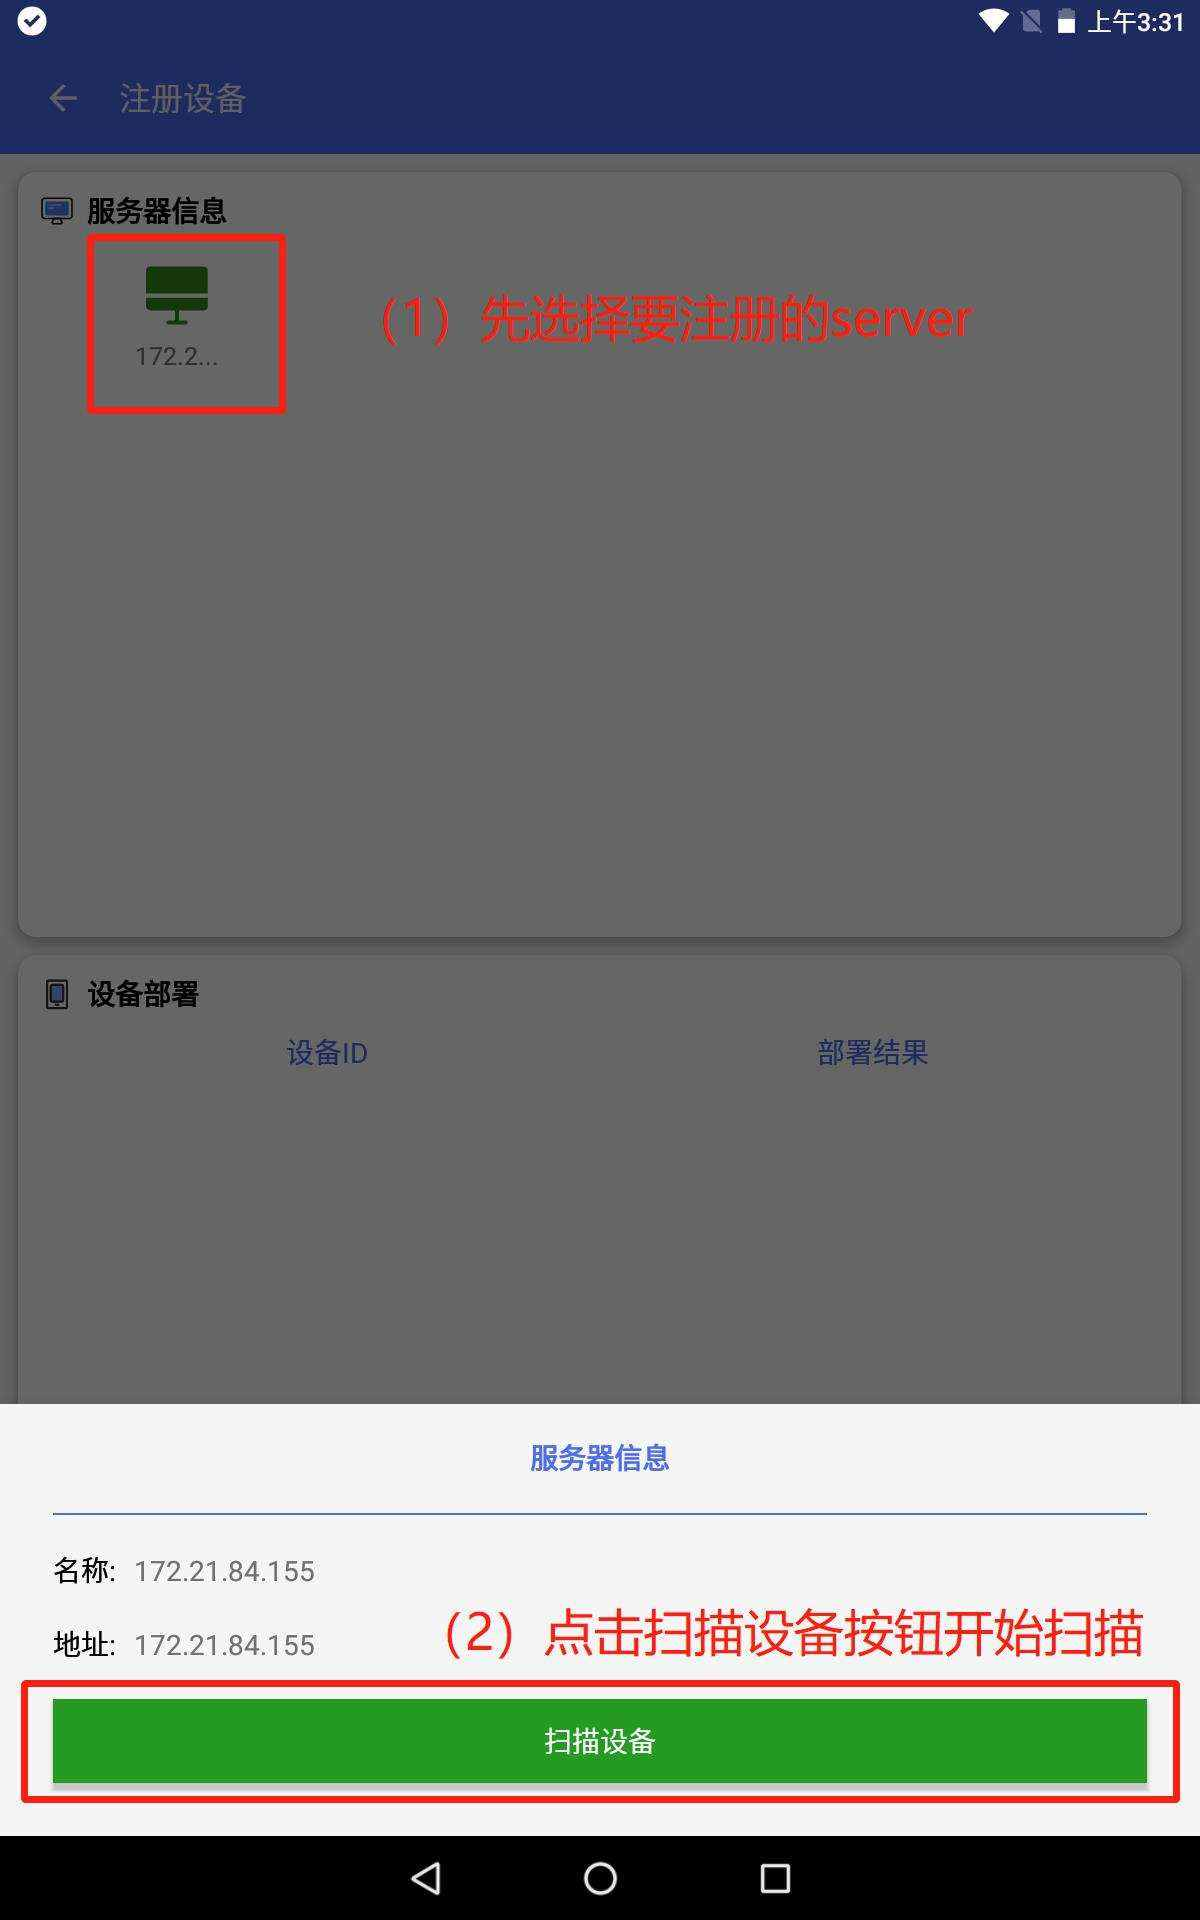 上午3:31
注册设备
服务器信息
172.2...
（1）先选择要注册的server
设备部署
设备ID
部署结果
服务器信息
名称: 172.21.84.155
地址: 172.21.84.155
（2）点击扫描设备按钮开始扫描
扫描设备